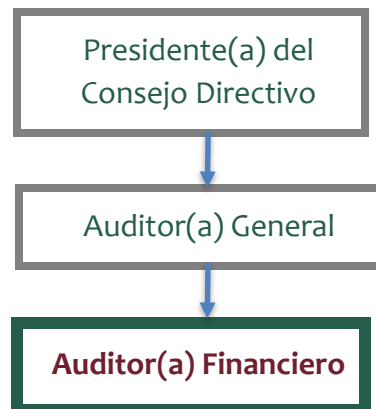 Presidente(a) del
Consejo Directivo
Auditor(a) General
Auditor(a) Financiero